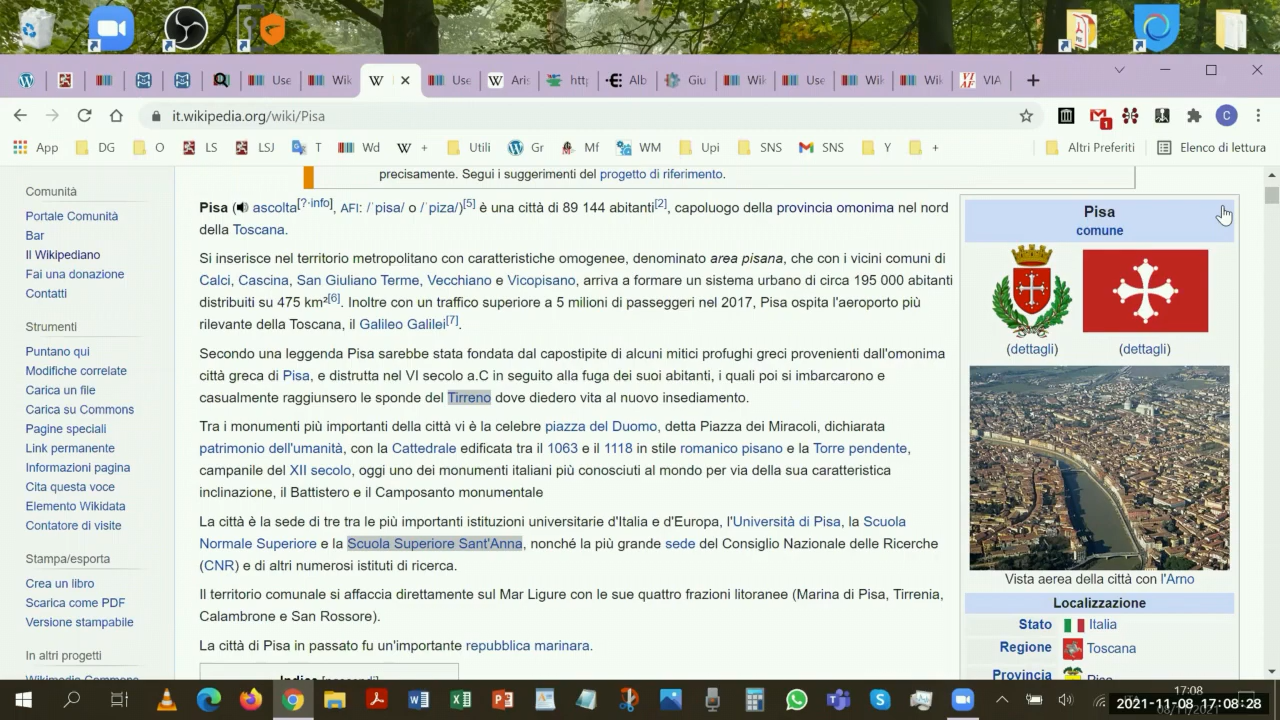 Use
Wik
Use
Aris
http
Alb
Giu
Wik
Use
Wik
Wik
VIA
it.wikipedia.org/wiki/Pisa
C
App
DG
O
LS
LSJ
T
Wd
+
Utili
Gr
Mf
WM
Upi
SNS
SNS
Y
+
Altri Preferiti
Elenco di lettura
precisamente. Segui i suggerimenti del progetto di riferimento.
Comunità
Portale Comunità
Bar
Il Wikipediano
Fai una donazione
Contatti
Strumenti
Puntano qui
Modifiche correlate
Carica un file
Carica su Commons
Pagine speciali
Link permanente
Informazioni pagina
Cita questa voce
Elemento Wikidata
Contatore di visite
Stampa/esporta
Crea un libro
Scarica come PDF
Versione stampabile
In altri progetti
Wikimedia Commons
Pisa (ascolta[?·info], AFI: /ˈpisa/ o /ˈpiza/)[5] è una città di 89 144 abitanti[2], capoluogo della provincia omonima nel nord
della Toscana.
Si inserisce nel territorio metropolitano con caratteristiche omogenee, denominato area pisana, che con i vicini comuni di
Calci, Cascina, San Giuliano Terme, Vecchiano e Vicopisano, arriva a formare un sistema urbano di circa 195 000 abitanti
distribuiti su 475 km²[6]. Inoltre con un traffico superiore a 5 milioni di passeggeri nel 2017, Pisa ospita l'aeroporto più
rilevante della Toscana, il Galileo Galilei[7].
Secondo una leggenda Pisa sarebbe stata fondata dal capostipite di alcuni mitici profughi greci provenienti dall'omonima
città greca di Pisa, e distrutta nel VI secolo a.C in seguito alla fuga dei suoi abitanti, i quali poi si imbarcarono e
casualmente raggiunsero le sponde del Tirreno dove diedero vita al nuovo insediamento.
Tra i monumenti più importanti della città vi è la celebre piazza del Duomo, detta Piazza dei Miracoli, dichiarata
patrimonio dell'umanità, con la Cattedrale edificata tra il 1063 e il 1118 in stile romanico pisano e la Torre pendente,
campanile del XII secolo, oggi uno dei monumenti italiani più conosciuti al mondo per via della sua caratteristica
inclinazione, il Battistero e il Camposanto monumentale
La città è la sede di tre tra le più importanti istituzioni universitarie d'Italia e d'Europa, l'Università di Pisa, la Scuola
Normale Superiore e la Scuola Superiore Sant'Anna, nonché la più grande sede del Consiglio Nazionale delle Ricerche
(CNR) e di altri numerosi istituti di ricerca.
Il territorio comunale si affaccia direttamente sul Mar Ligure con le sue quattro frazioni litoranee (Marina di Pisa, Tirrenia,
Calambrone e San Rossore).
La città di Pisa in passato fu un'importante repubblica marinara.
Pisa
comune
(dettagli)
(dettagli)
Vista aerea della città con l'Arno
Localizzazione
Stato Italia
Regione Toscana
Provincia Pisa
17:08
2021-11-08 17:08:28